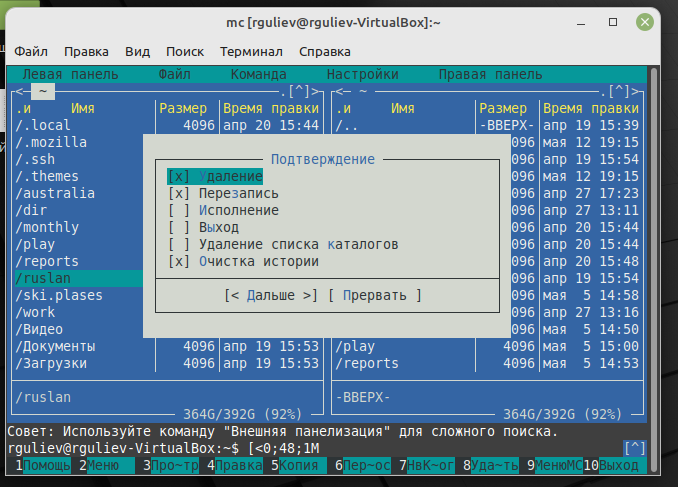 mc [rguliev@rguliev-VirtualBox]:~
Файл Правка Вид Поиск Терминал Справка
Левая панель Файл Команда Настройки Правая панель
<─ ~ .[^]> <─ ~ .[^]>
.и Имя Размер Время правки .и Имя Размер Время правки
/.local 4096 апр 20 15:44 /.. -ВВЕРХ- апр 19 15:39
/.mozilla 096 мая 12 19:15
/.ssh Подтверждение 096 апр 19 15:54
/.themes [x] Удаление 096 мая 12 19:15
/australia [x] Перезапись 096 апр 27 17:23
/dir [ ] Исполнение 096 апр 27 13:11
/monthly [ ] Выход 096 апр 20 15:44
/play [ ] Удаление списка каталогов 096 апр 20 15:44
/reports [x] Очистка истории 096 апр 20 15:48
/ruslan 096 апр 19 15:54
/ski.plases [< Дальше >] [ Прервать ] 096 мая 5 14:58
/work 096 апр 27 13:16
/Видео 096 мая 5 14:50
/Документы 4096 апр 19 15:53 /play 4096 мая 5 15:00
/Загрузки 4096 апр 19 15:53 /reports 4096 мая 5 14:53
/ruslan -ВВЕРХ-
364G/392G (92%) 364G/392G (92%)
Совет: Используйте команду "Внешняя панелизация" для сложного поиска.
rguliev@rguliev-VirtualBox:~$ [<0;48;1M [^]
1Помощь 2Меню 3Про~тр 4Правка 5Копия 6Пер~ос 7НвК~ог 8Уда~ть 9МенюМС 10Выход